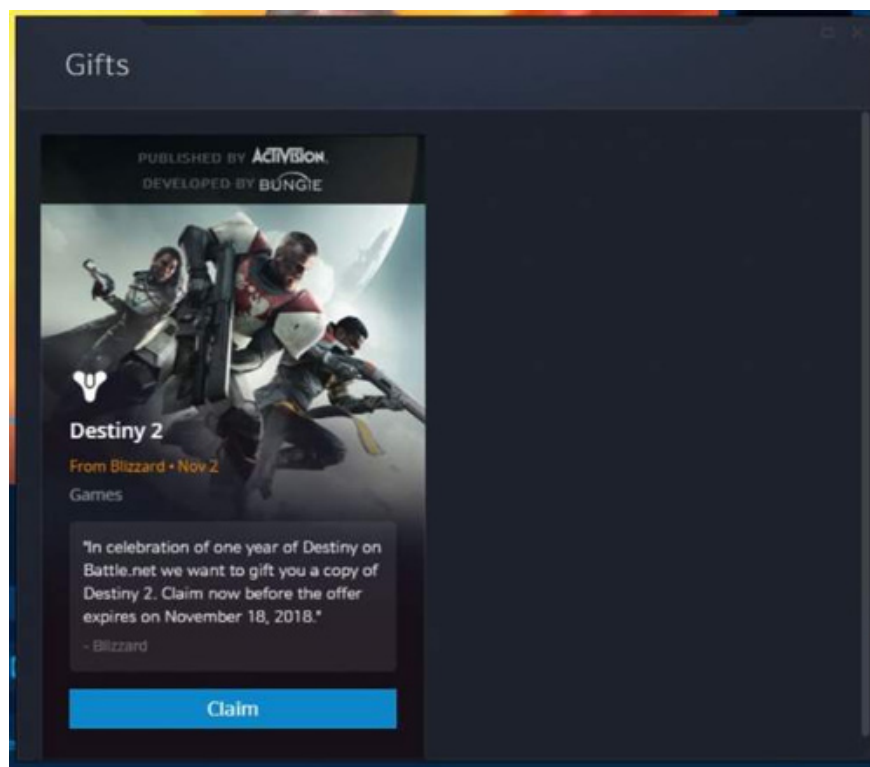 Gifts
PUBLISHED BY ACTIVISION.
DEVELOPED BY BUNGIE
Destiny 2
From Blizzard • Nov 2
Games
"In celebration of one year of Destiny on
Battle.net we want to gift you a copy of
Destiny 2. Claim now before the offer
expires on November 18, 2018."
- Blizzard
Claim